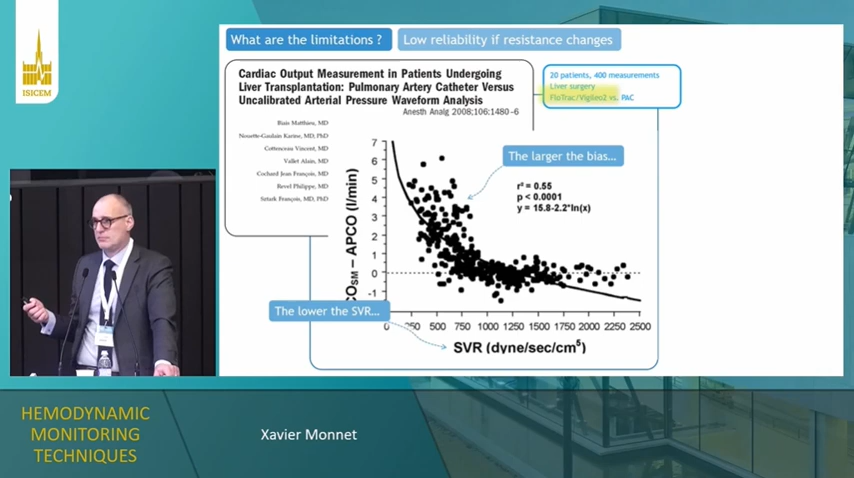 ISICEM
What are the limitations ?
Low reliability if resistance changes
Cardiac Output Measurement in Patients Undergoing
Liver Transplantation: Pulmonary Artery Catheter Versus
Uncalibrated Arterial Pressure Waveform Analysis
Anesth Analg 2008;106:1480–6
20 patients, 400 measurements
Liver surgery
FloTrac/Vigileo2 vs. PAC
Biais Matthieu, MD
Nouette-Gaulain Karine, MD, PhD
Cottenceau Vincent, MD
Vallet Alain, MD
Cochard Jean François, MD
Revel Philippe, MD
Sztark François, MD, PhD
The larger the bias...
r² = 0.55
p < 0.0001
y = 15.8-2.2*ln(x)
7
6
5
4
3
2
1
0
-1
COSM – APCO (l/min)
The lower the SVR...
0 250 500 750 1000 1250 1500 1750 2000 2250 2500
SVR (dyne/sec/cm⁵)
HEMODYNAMIC
MONITORING
TECHNIQUES
Xavier Monnet